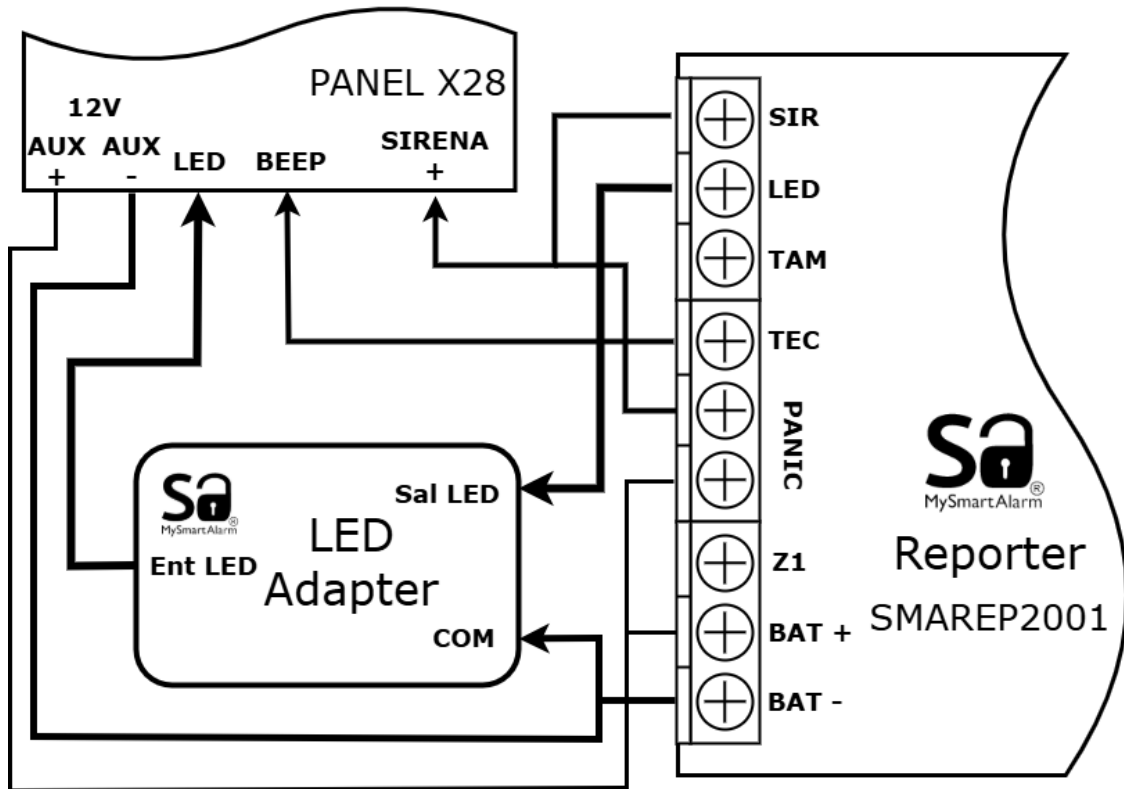 PANEL X28
12V
AUX AUX LED BEEP SIRENA
+ - +
SIR
LED
TAM
TEC
PANIC
Z1
BAT +
BAT -
Sa
MySmartAlarm®
Reporter
SMAREP2001
Sa
MySmartAlarm®
Sal LED
LED
Adapter
Ent LED
COM